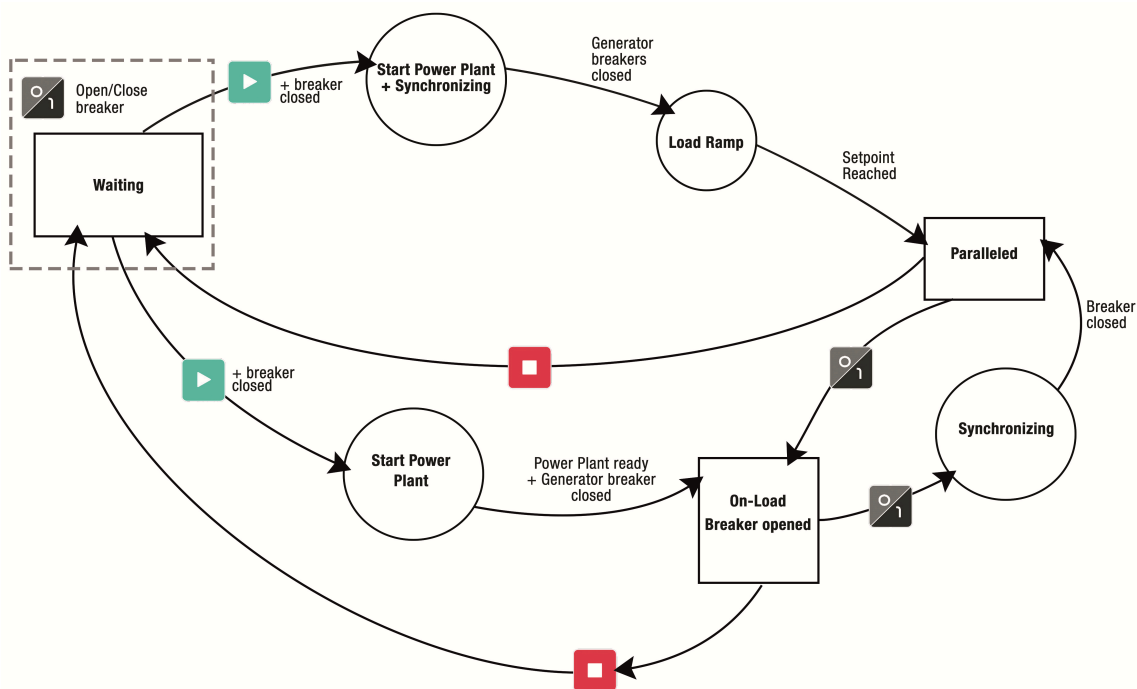 Open/Close
breaker
Waiting
+ breaker
closed
Start Power Plant
+ Synchronizing
Generator
breakers
closed
Load Ramp
Setpoint
Reached
Paralleled
Breaker
closed
+ breaker
closed
Start Power
Plant
Power Plant ready
+ Generator breaker
closed
On-Load
Breaker opened
Synchronizing